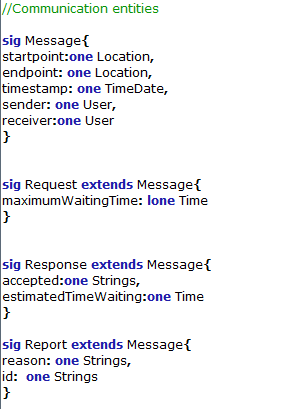 //Communication entities
sig Message{
startpoint:one Location,
endpoint: one Location,
timestamp: one TimeDate,
sender: one User,
receiver:one User
}
sig Request extends Message{
maximumWaitingTime: lone Time
}
sig Response extends Message{
accepted:one Strings,
estimatedTimeWaiting:one Time
}
sig Report extends Message{
reason: one Strings,
id:  one Strings
}